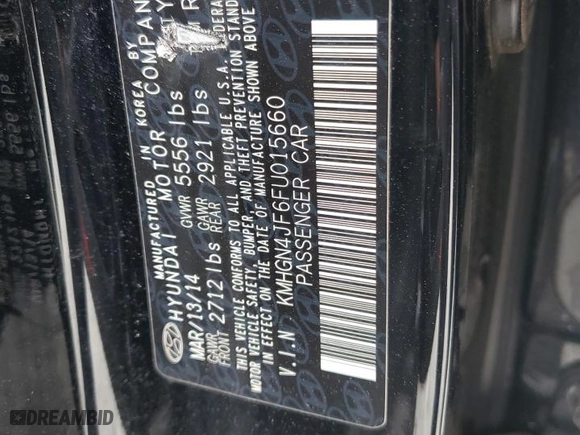 MANUFACTURED IN KOREA BY
HYUNDAI MOTOR COMPANY
MAR/13/14 GVWR 5556 lbs
GAWR FRONT 2712 lbs GAWR REAR 2921 lbs
THIS VEHICLE CONFORMS TO ALL APPLICABLE U.S.A. FEDERAL
MOTOR VEHICLE SAFETY, BUMPER, AND THEFT PREVENTION STANDARDS
IN EFFECT ON THE DATE OF MANUFACTURE SHOWN ABOVE
V.I.N KMHGN4JF6FU015660
PASSENGER CAR
DREAMBID